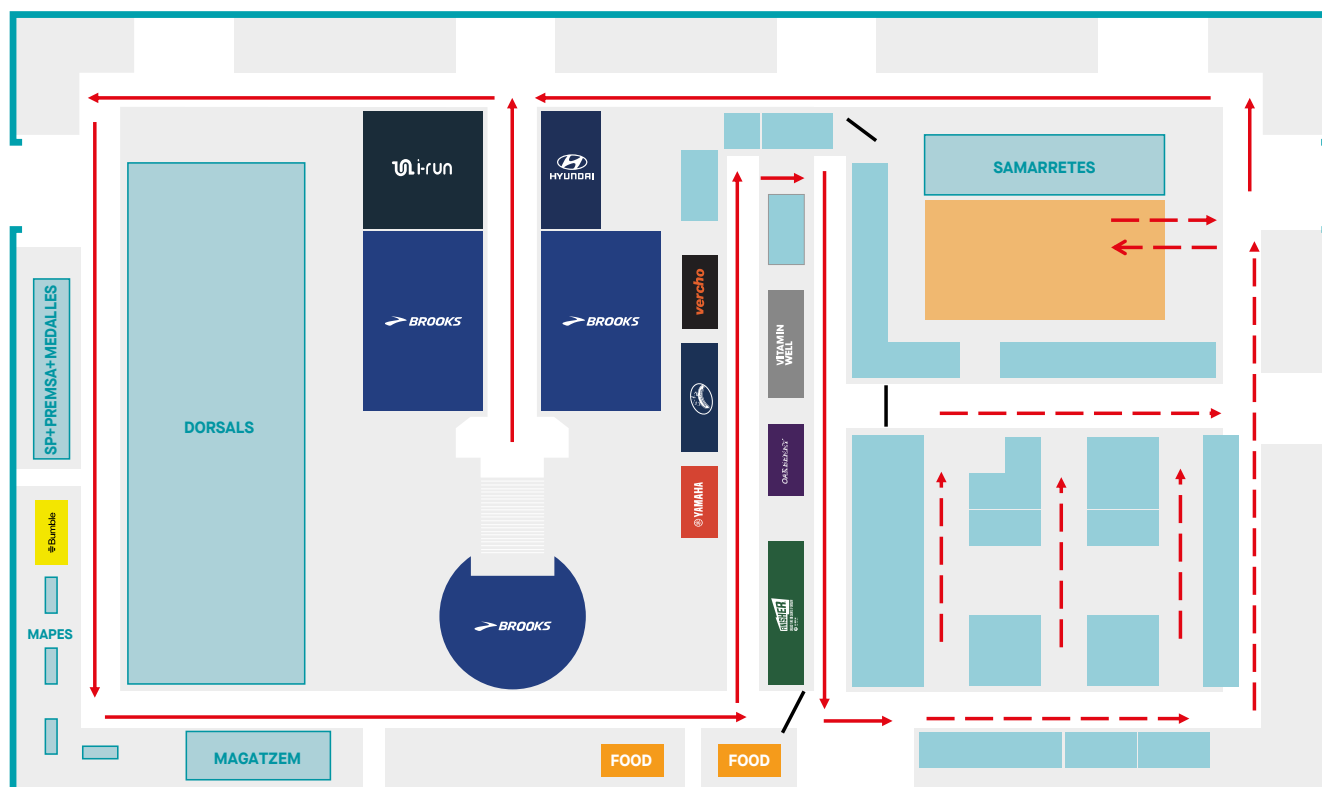 i-run
HYUNDAI
SAMARRETES
BROOKS
BROOKS
vercho
VITAMIN
WELL
SP+PREMSA+MEDALLES
DORSALS
YAMAHA
Bumble
BROOKS
MAPES
MAGATZEM
FOOD
FOOD